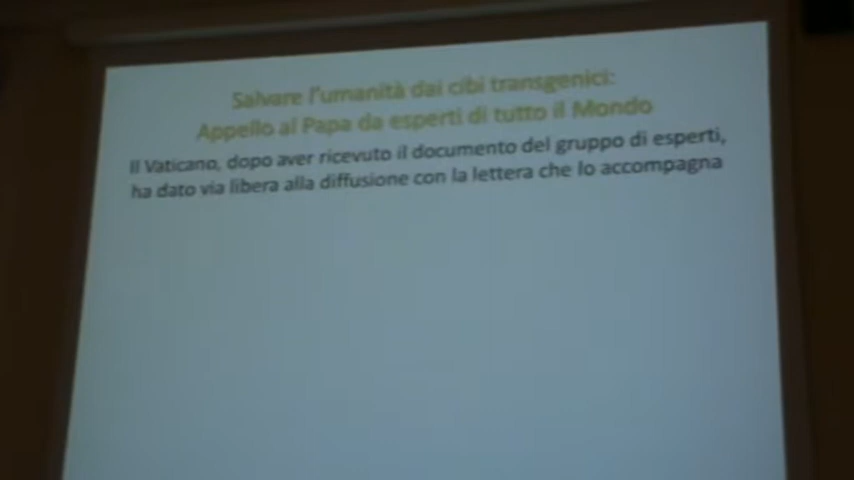 Salvare l'umanità dai cibi transgenici:
Appello al Papa da esperti di tutto il Mondo
Il Vaticano, dopo aver ricevuto il documento del gruppo di esperti,
ha dato via libera alla diffusione con la lettera che lo accompagna